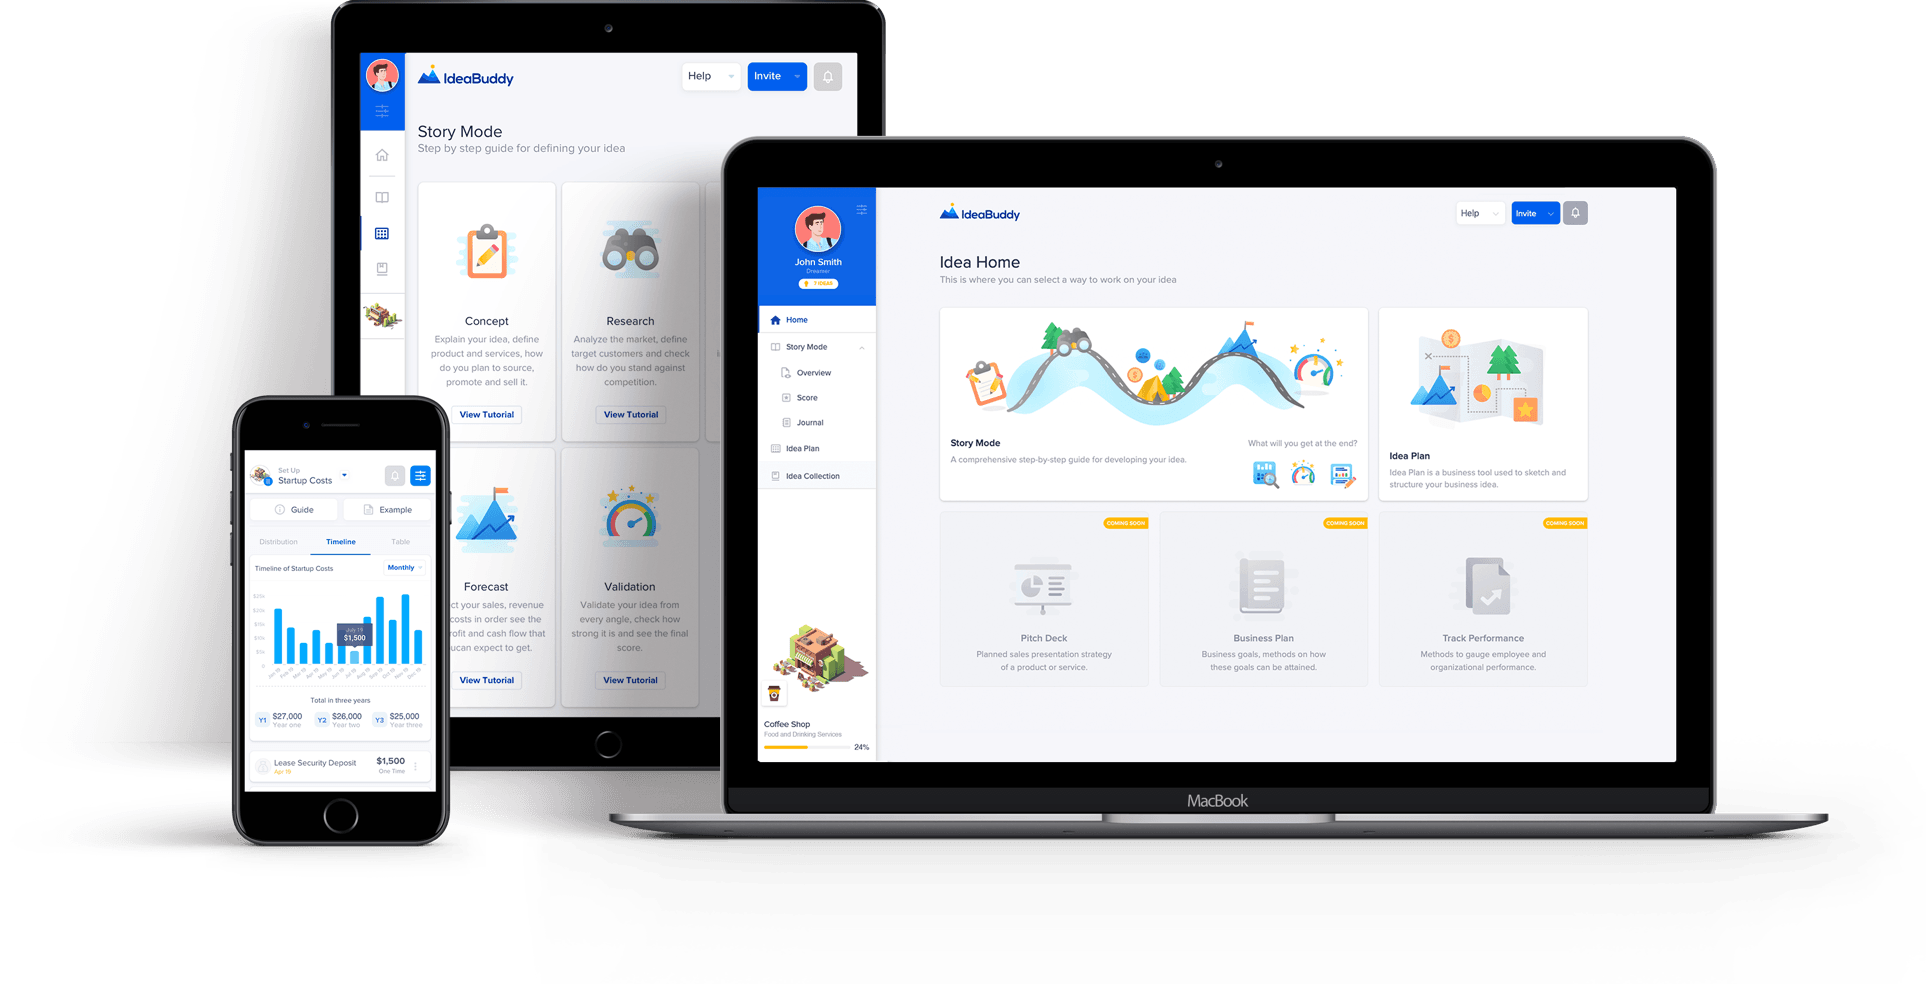 IdeaBuddy
Help
Invite
Story Mode
Step by step guide for defining your idea
Concept
Explain your idea, define
product and services, how
do you plan to source,
promote and sell it.
View Tutorial
Research
Analyze the market, define
target customers and check
how do you stand against
competition.
View Tutorial
Forecast
ct your sales, revenue
costs in order see the
ofit and cash flow that
ucan expect to get.
View Tutorial
Validation
Validate your idea from
every angle, check how
strong it is and see the final
score.
View Tutorial
Set Up
Startup Costs
Guide
Example
Distribution
Timeline
Table
Timeline of Startup Costs
Monthly
July 19
$1,500
Total in three years
Y1
$27,000
Year one
Y2
$26,000
Year two
Y3
$25,000
Year three
Lease Security Deposit
Apr 19
$1,500
One Time
John Smith
Dreamer
7 IDEAS
Home
Story Mode
Overview
Score
Journal
Idea Plan
Idea Collection
Coffee Shop
Food and Drinking Services
24%
IdeaBuddy
Help
Invite
Idea Home
This is where you can select a way to work on your idea
Story Mode
A comprehensive step-by-step guide for developing your idea.
What will you get at the end?
Idea Plan
Idea Plan is a business tool used to sketch and
structure your business idea.
COMING SOON
Pitch Deck
Planned sales presentation strategy
of a product or service.
COMING SOON
Business Plan
Business goals, methods on how
these goals can be attained.
COMING SOON
Track Performance
Methods to gauge employee and
organizational performance.
MacBook